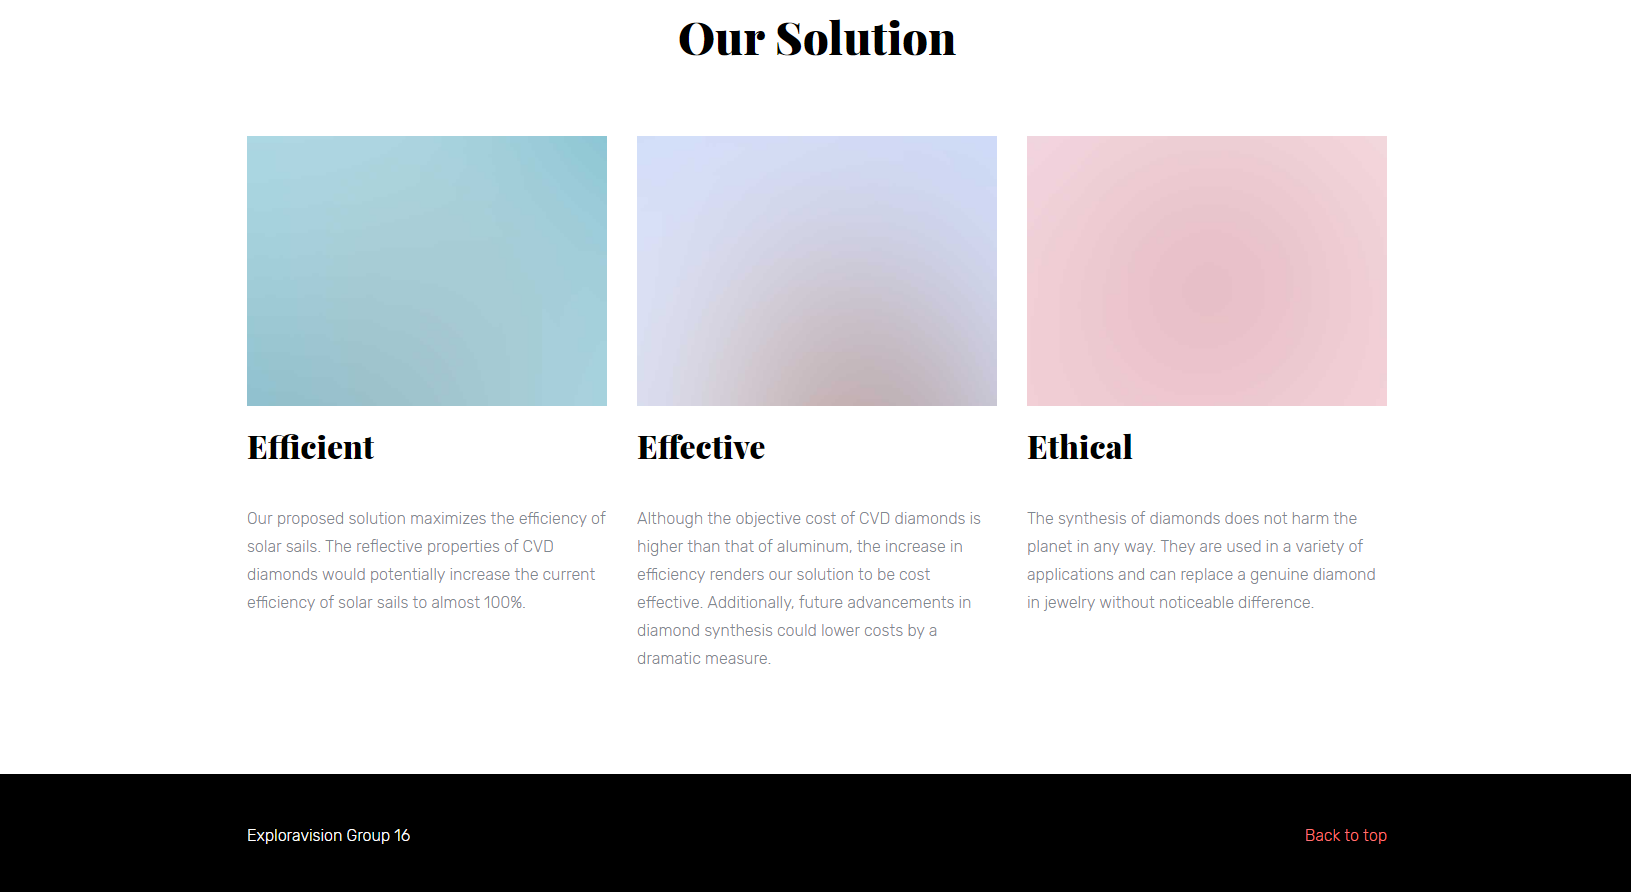 Our Solution
Efficient
Our proposed solution maximizes the efficiency of
solar sails. The reflective properties of CVD
diamonds would potentially increase the current
efficiency of solar sails to almost 100%.
Effective
Although the objective cost of CVD diamonds is
higher than that of aluminum, the increase in
efficiency renders our solution to be cost
effective. Additionally, future advancements in
diamond synthesis could lower costs by a
dramatic measure.
Ethical
The synthesis of diamonds does not harm the
planet in any way. They are used in a variety of
applications and can replace a genuine diamond
in jewelry without noticeable difference.
Exploravision Group 16
Back to top